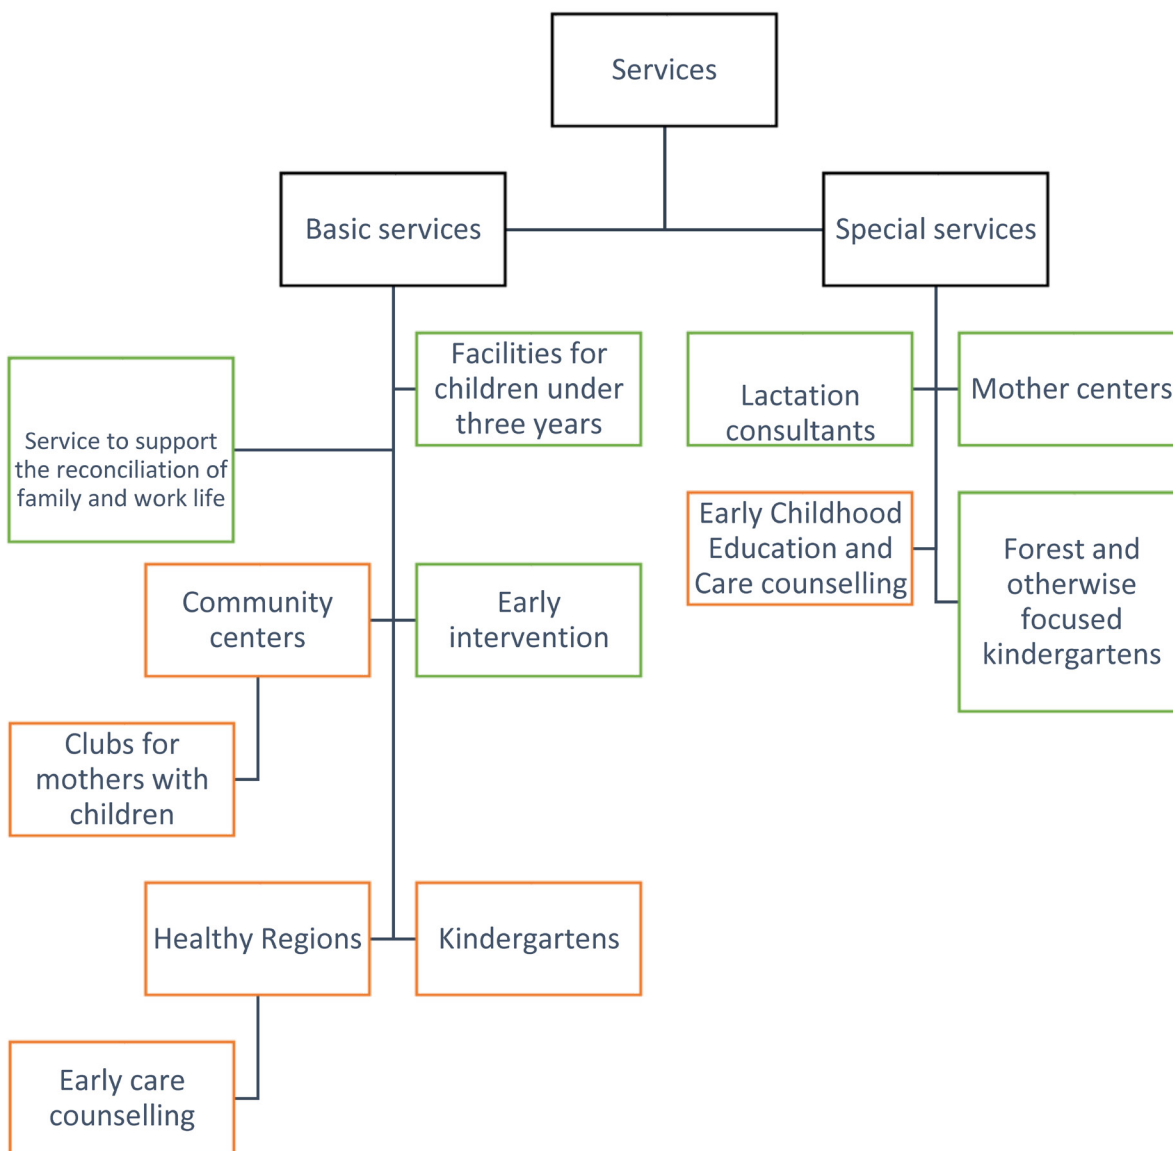 Services
Basic services
Special services
Facilities for
children under
three years
Service to support
the reconciliation of
family and work life
Lactation
consultants
Mother centers
Early Childhood
Education and
Care counselling
Forest and
otherwise
focused
kindergartens
Community
centers
Early
intervention
Clubs for
mothers with
children
Healthy Regions
Kindergartens
Early care
counselling